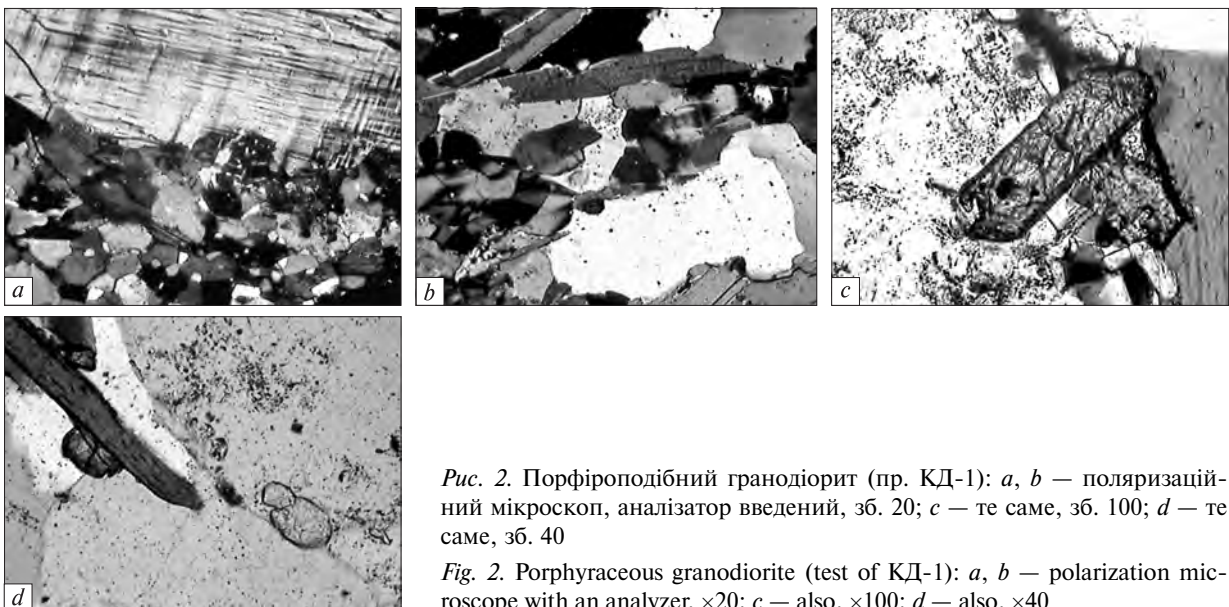 a
b
c
d
Рис. 2. Порфіроподібний гранодіорит (пр. КД-1): a, b — поляризацій-
ний мікроскоп, аналізатор введений, зб. 20; c — те саме, зб. 100; d — те
саме, зб. 40
Fig. 2. Porphyraceous granodiorite (test of КД-1): a, b — polarization mic-
roscope with an analyzer, ×20; c — also, ×100; d — also, ×40